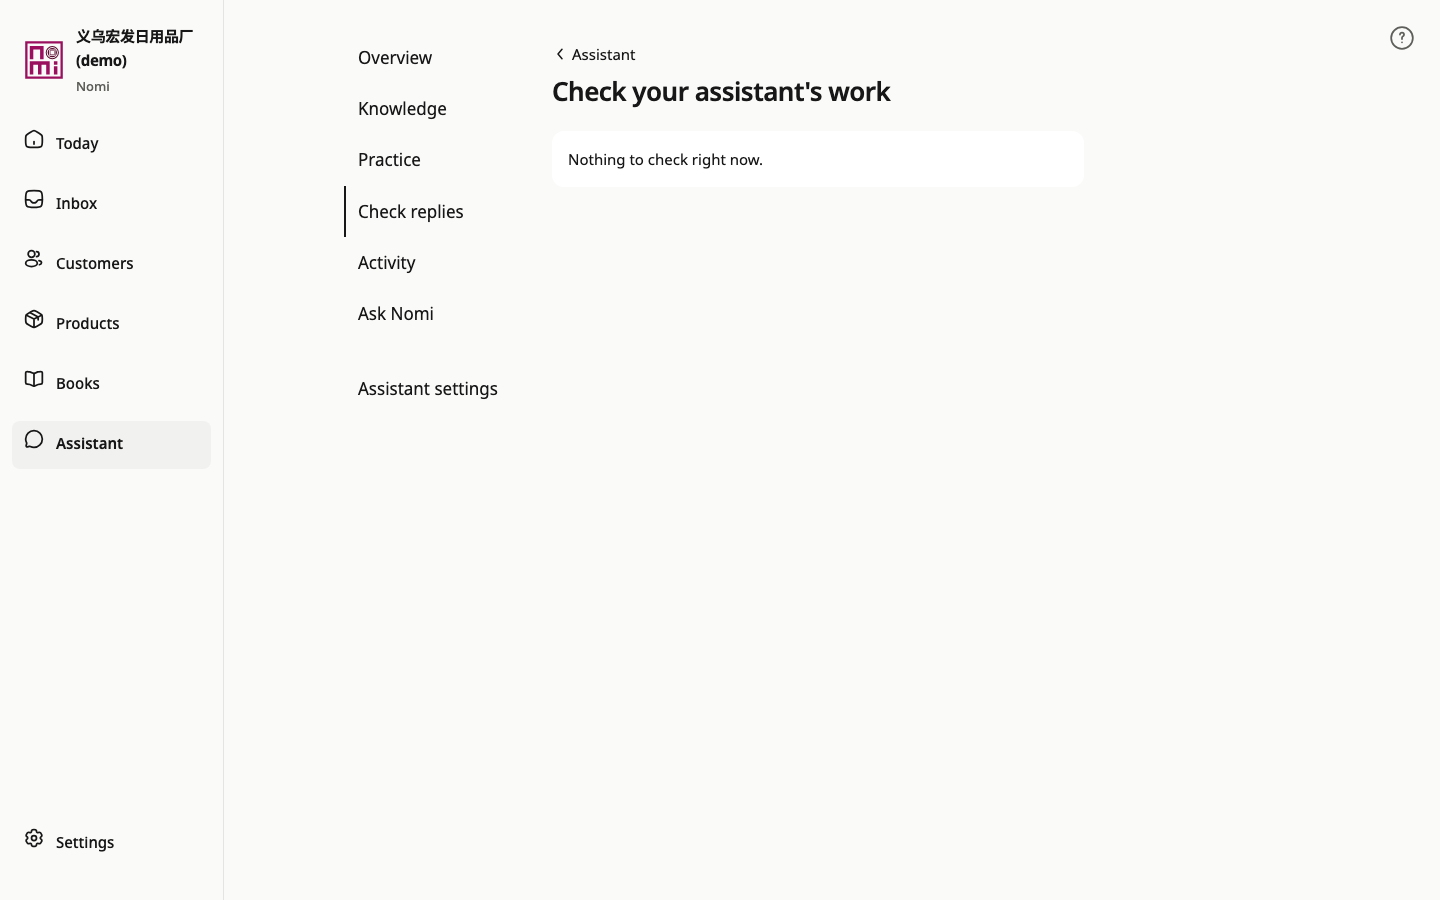 义乌宏发日用品厂
(demo)
Nomi
Today
Inbox
Customers
Products
Books
Assistant
Settings
Overview
Knowledge
Practice
Check replies
Activity
Ask Nomi
Assistant settings
Assistant
Check your assistant's work
Nothing to check right now.